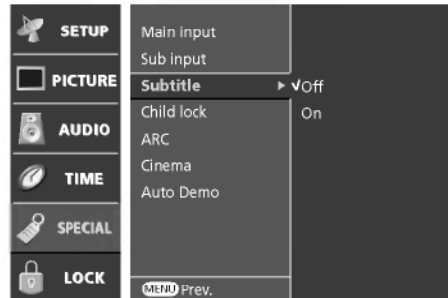 SETUP
PICTURE
AUDIO
TIME
SPECIAL
LOCK
Main input
Sub input
Subtitle ▶ √Off
Child lock On
ARC
Cinema
Auto Demo
MENU Prev.